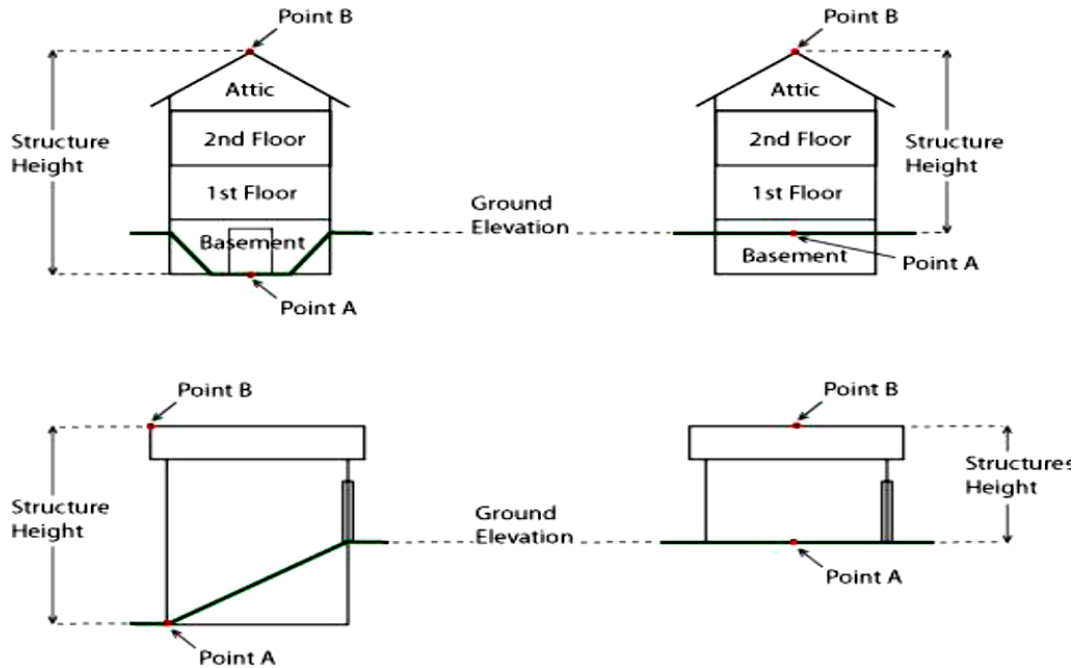 Point B
Attic
2nd Floor
1st Floor
Basement
Structure
Height
Point A
Ground
Elevation
Point B
Attic
2nd Floor
1st Floor
Basement
Structure
Height
Point A
Point B
Structure
Height
Point A
Ground
Elevation
Point B
Structures
Height
Point A